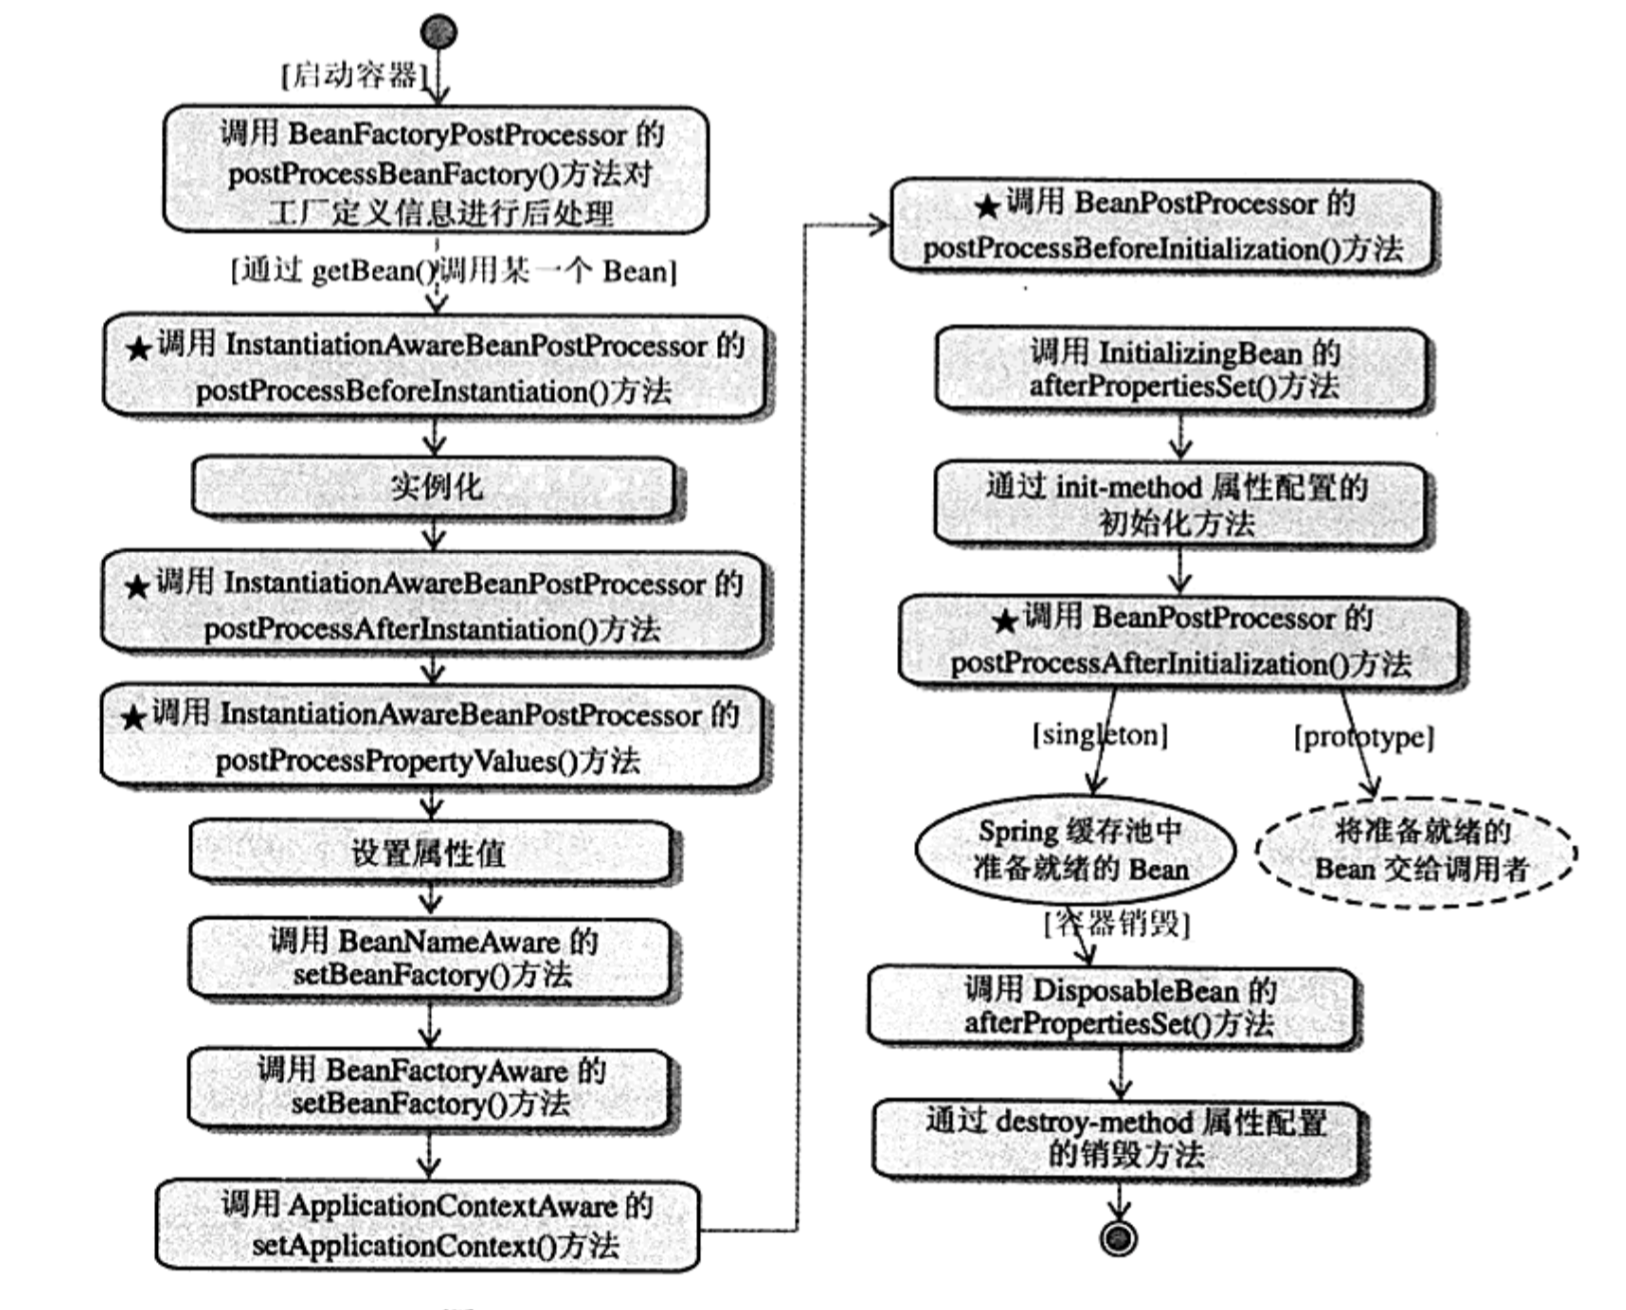 [启动容器]
调用 BeanFactoryPostProcessor 的
postProcessBeanFactory()方法对
工厂定义信息进行后处理
[通过 getBean()调用某一个 Bean]
★调用 InstantiationAwareBeanPostProcessor 的
postProcessBeforeInstantiation()方法
实例化
★调用 InstantiationAwareBeanPostProcessor 的
postProcessAfterInstantiation()方法
★调用 InstantiationAwareBeanPostProcessor 的
postProcessPropertyValues()方法
设置属性值
调用 BeanNameAware 的
setBeanFactory()方法
调用 BeanFactoryAware 的
setBeanFactory()方法
调用 ApplicationContextAware 的
setApplicationContext()方法
★调用 BeanPostProcessor 的
postProcessBeforeInitialization()方法
调用 InitializingBean 的
afterPropertiesSet()方法
通过 init-method 属性配置的
初始化方法
★调用 BeanPostProcessor 的
postProcessAfterInitialization()方法
[singleton]
[prototype]
Spring 缓存池中
准备就绪的 Bean
将准备就绪的
Bean 交给调用者
[容器销毁]
调用 DisposableBean 的
afterPropertiesSet()方法
通过 destroy-method 属性配置
的销毁方法